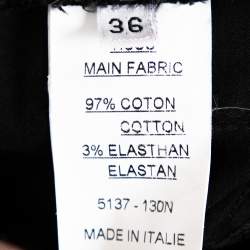 36
MAIN FABRIC
97% COTON
COTTON
3% ELASTHAN
ELASTAN
5137 - 130N
MADE IN ITALIE